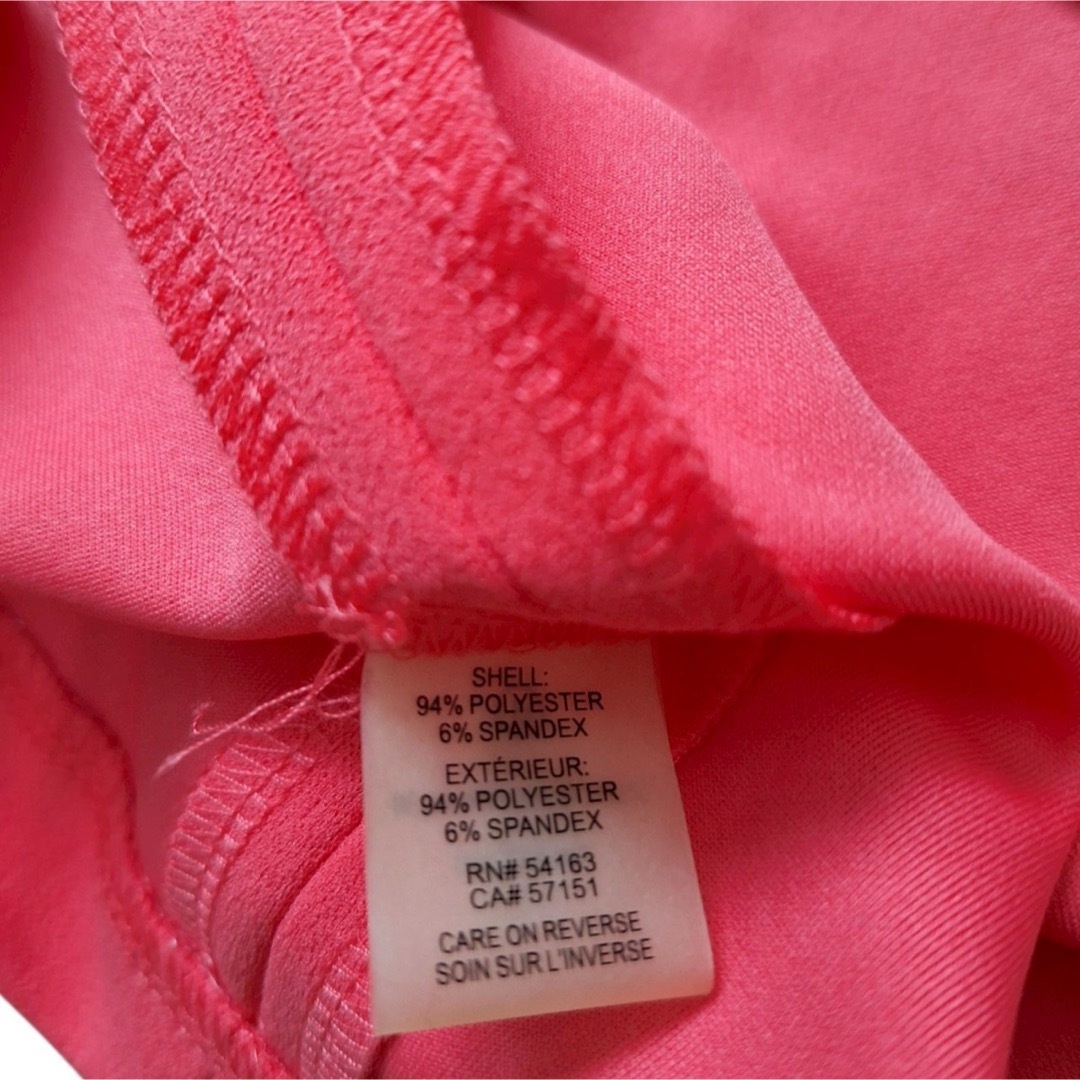 SHELL:
94% POLYESTER
6% SPANDEX
EXTÉRIEUR:
94% POLYESTER
6% SPANDEX
RN# 54163
CA# 57151
CARE ON REVERSE
SOIN SUR L'INVERSE